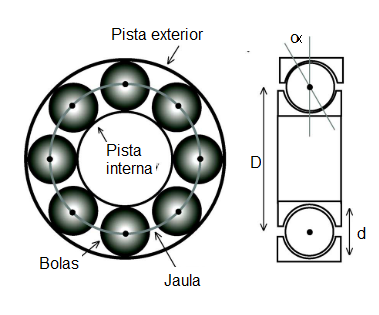 Pista exterior
α
Pista
interna
D
d
Bolas
Jaula